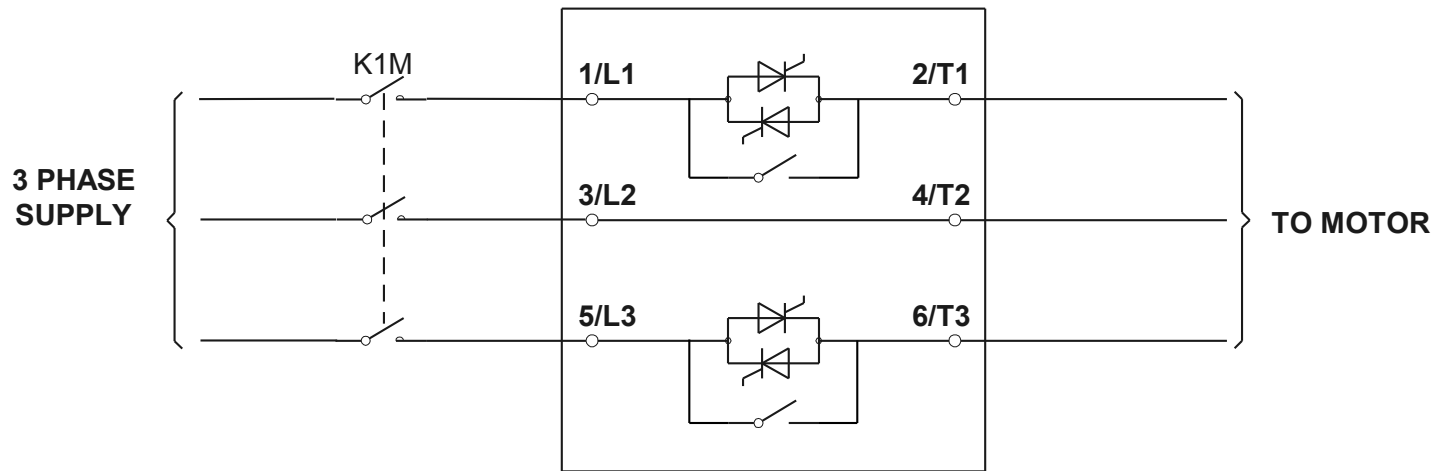 K1M
1/L1
2/T1
3 PHASE
SUPPLY
3/L2
4/T2
TO MOTOR
5/L3
6/T3